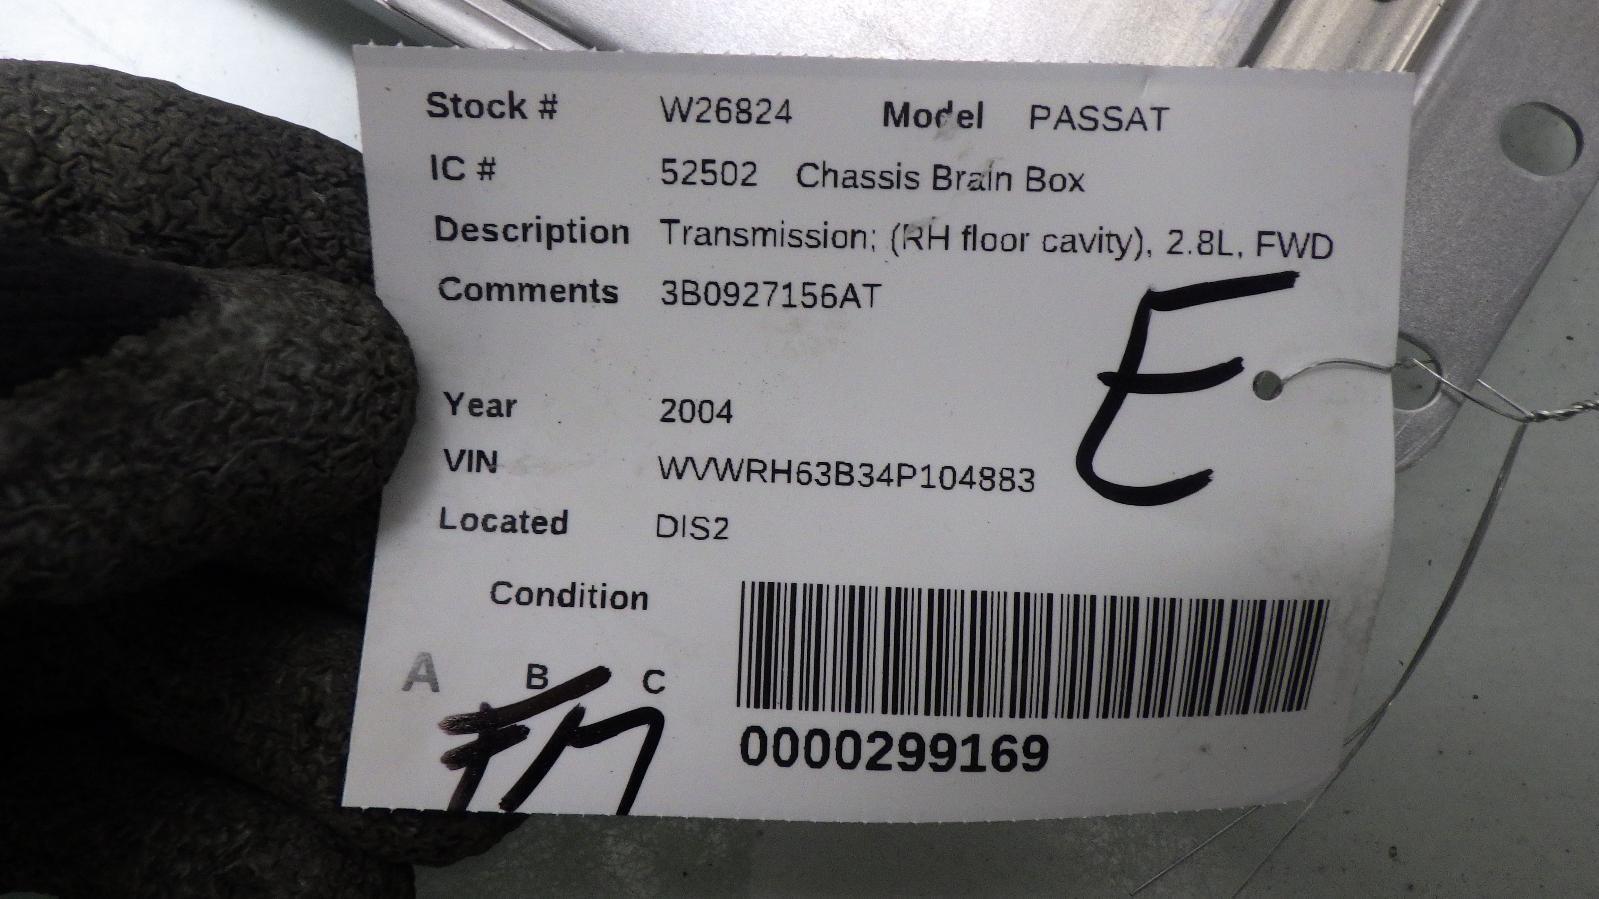 Stock # W26824 Model PASSAT
IC # 52502 Chassis Brain Box
Description Transmission; (RH floor cavity), 2.8L, FWD
Comments 3B0927156AT
E
Year 2004
VIN WVWRH63B34P104883
Located DIS2
Condition
A B C
0000299169